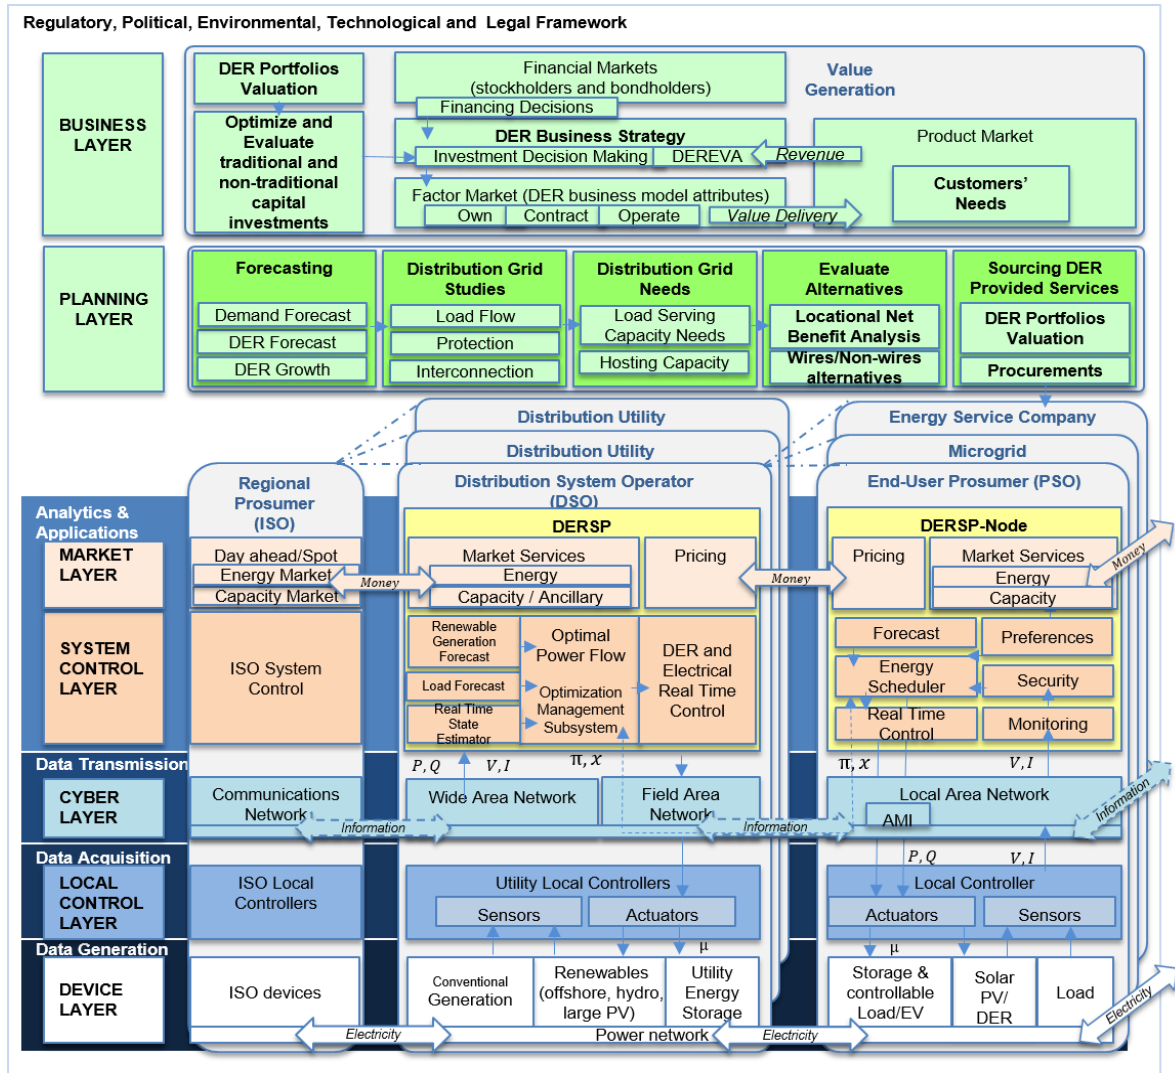 Regulatory, Political, Environmental, Technological and Legal Framework
BUSINESS
LAYER
DER Portfolios
Valuation
Optimize and
Evaluate
traditional and
non-traditional
capital
investments
Financial Markets
(stockholders and bondholders)
Financing Decisions
Value
Generation
DER Business Strategy
Investment Decision Making
DEREVA
Revenue
Product Market
Customers'
Needs
Factor Market (DER business model attributes)
Own
Contract
Operate
Value Delivery
PLANNING
LAYER
Forecasting
Demand Forecast
DER Forecast
DER Growth
Distribution Grid
Studies
Load Flow
Protection
Interconnection
Distribution Grid
Needs
Load Serving
Capacity Needs
Hosting Capacity
Evaluate
Alternatives
Locational Net
Benefit Analysis
Wires/Non-wires
alternatives
Sourcing DER
Provided Services
DER Portfolios
Valuation
Procurements
Distribution Utility
Distribution Utility
Distribution System Operator
(DSO)
Energy Service Company
Microgrid
End-User Prosumer (PSO)
Regional
Prosumer
(ISO)
Analytics &
Applications
MARKET
LAYER
Day ahead/Spot
Energy Market
Capacity Market
Money
DERSP
Market Services
Energy
Capacity / Ancillary
Pricing
Money
DERSP-Node
Pricing
Market Services
Energy
Capacity
Money
SYSTEM
CONTROL
LAYER
ISO System
Control
Renewable
Generation
Forecast
Load Forecast
Real Time
State
Estimator
Optimal
Power Flow
Optimization
Management
Subsystem
DER and
Electrical
Real Time
Control
Forecast
Energy
Scheduler
Real Time
Control
Preferences
Security
Monitoring
Data Transmission
P, Q
V, I
π, x
π, x
V, I
CYBER
LAYER
Communications
Network
Information
Wide Area Network
Field Area
Network
Information
Local Area Network
AMI
Information
Data Acquisition
P, Q
V, I
LOCAL
CONTROL
LAYER
ISO Local
Controllers
Utility Local Controllers
Sensors
Actuators
Local Controller
Actuators
Sensors
Data Generation
μ
μ
DEVICE
LAYER
ISO devices
Conventional
Generation
Renewables
(offshore, hydro,
large PV)
Utility
Energy
Storage
Storage &
controllable
Load/EV
Solar
PV/
DER
Load
Electricity
Power network
Electricity
Electricity